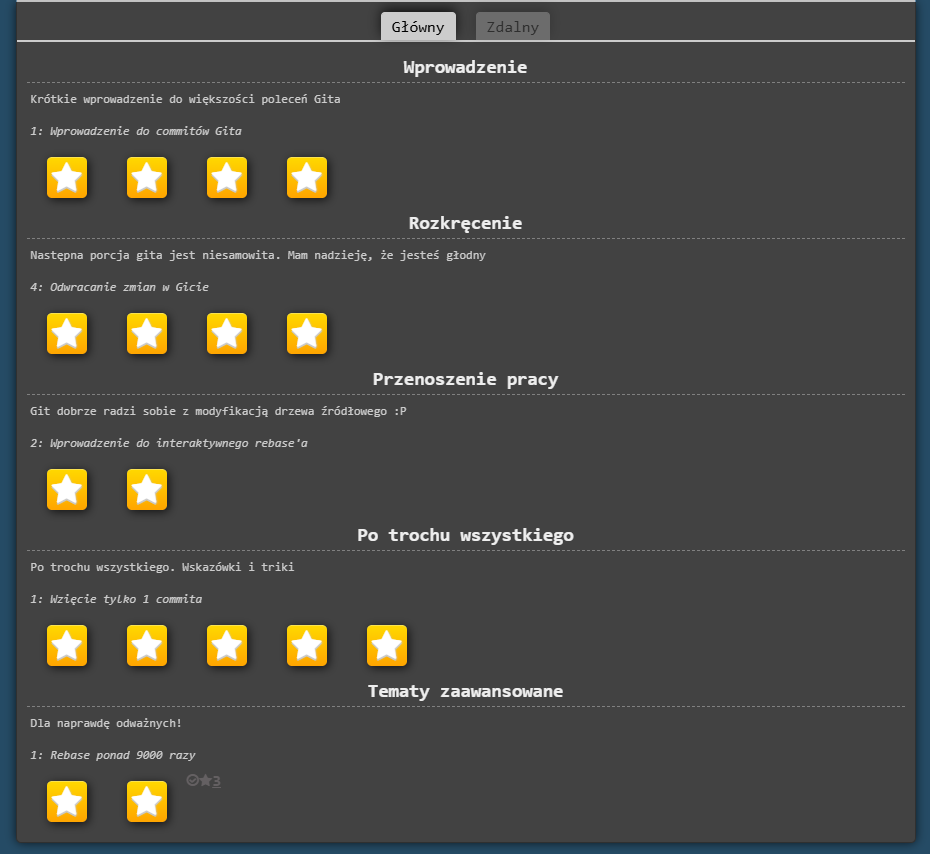 Główny Zdalny
Wprowadzenie
Krótkie wprowadzenie do większości poleceń Gita
1: Wprowadzenie do commitów Gita
Rozkręcenie
Następna porcja gita jest niesamowita. Mam nadzieję, że jesteś głodny
4: Odwracanie zmian w Gicie
Przenoszenie pracy
Git dobrze radzi sobie z modyfikacją drzewa źródłowego :P
2: Wprowadzenie do interaktywnego rebase'a
Po trochu wszystkiego
Po trochu wszystkiego. Wskazówki i triki
1: Wzięcie tylko 1 commita
Tematy zaawansowane
Dla naprawdę odważnych!
1: Rebase ponad 9000 razy
3